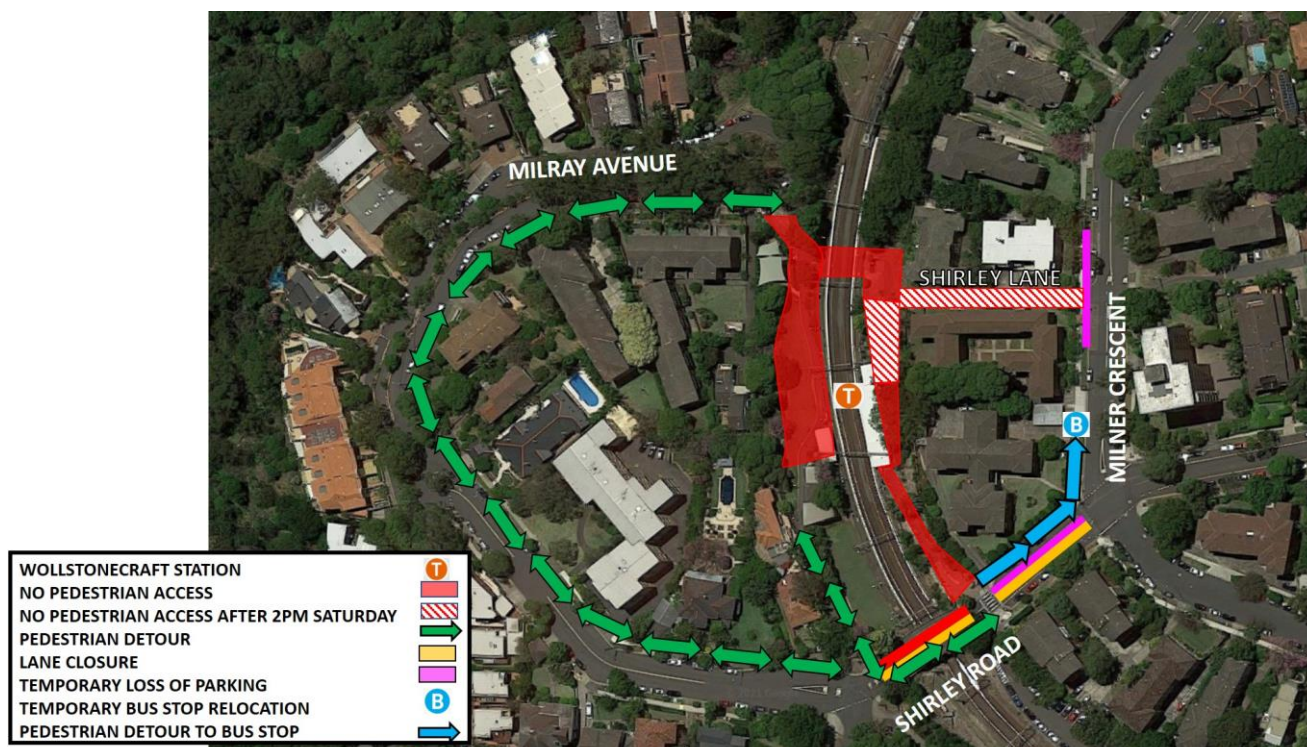 MILRAY AVENUE
SHIRLEY LANE
MILNER CRESCENT
T
B
SHIRLEY ROAD
WOLLSTONECRAFT STATION T
NO PEDESTRIAN ACCESS
NO PEDESTRIAN ACCESS AFTER 2PM SATURDAY
PEDESTRIAN DETOUR
LANE CLOSURE
TEMPORARY LOSS OF PARKING
TEMPORARY BUS STOP RELOCATION B
PEDESTRIAN DETOUR TO BUS STOP